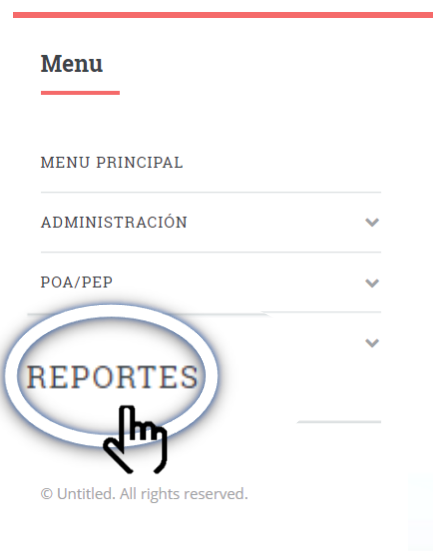 Menu
MENU PRINCIPAL
ADMINISTRACIÓN
POA/PEP
REPORTES
© Untitled. All rights reserved.